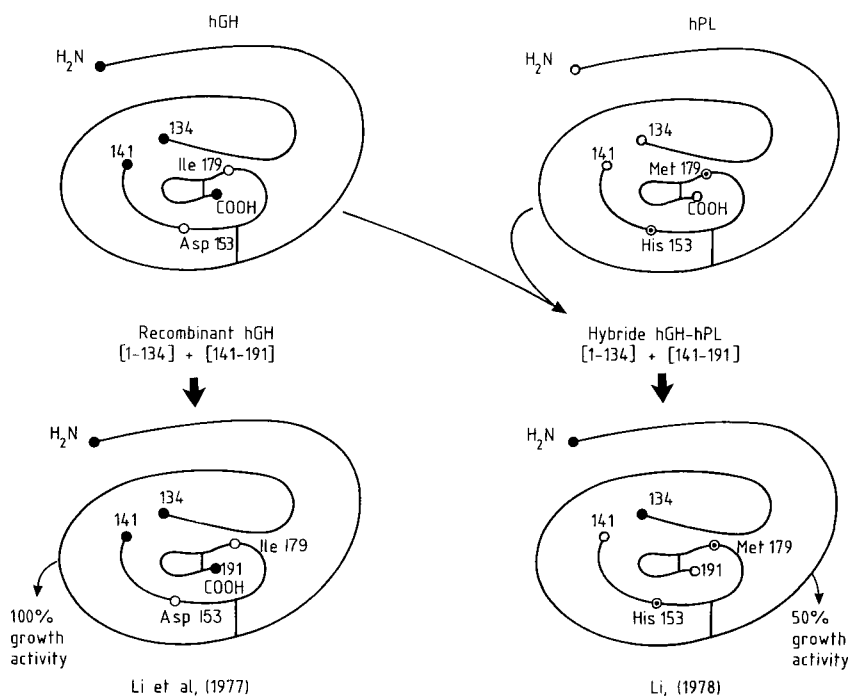 hGH
H2N
134
141
Ile 179
COOH
Asp 153
hPL
H2N
134
141
Met 179
COOH
His 153
Recombinant hGH
[1-134] + [141-191]
Hybride hGH-hPL
[1-134] + [141-191]
H2N
134
141
Ile 179
191
COOH
Asp 153
100%
growth
activity
Li et al, (1977)
H2N
134
141
Met 179
191
His 153
50%
growth
activity
Li, (1978)